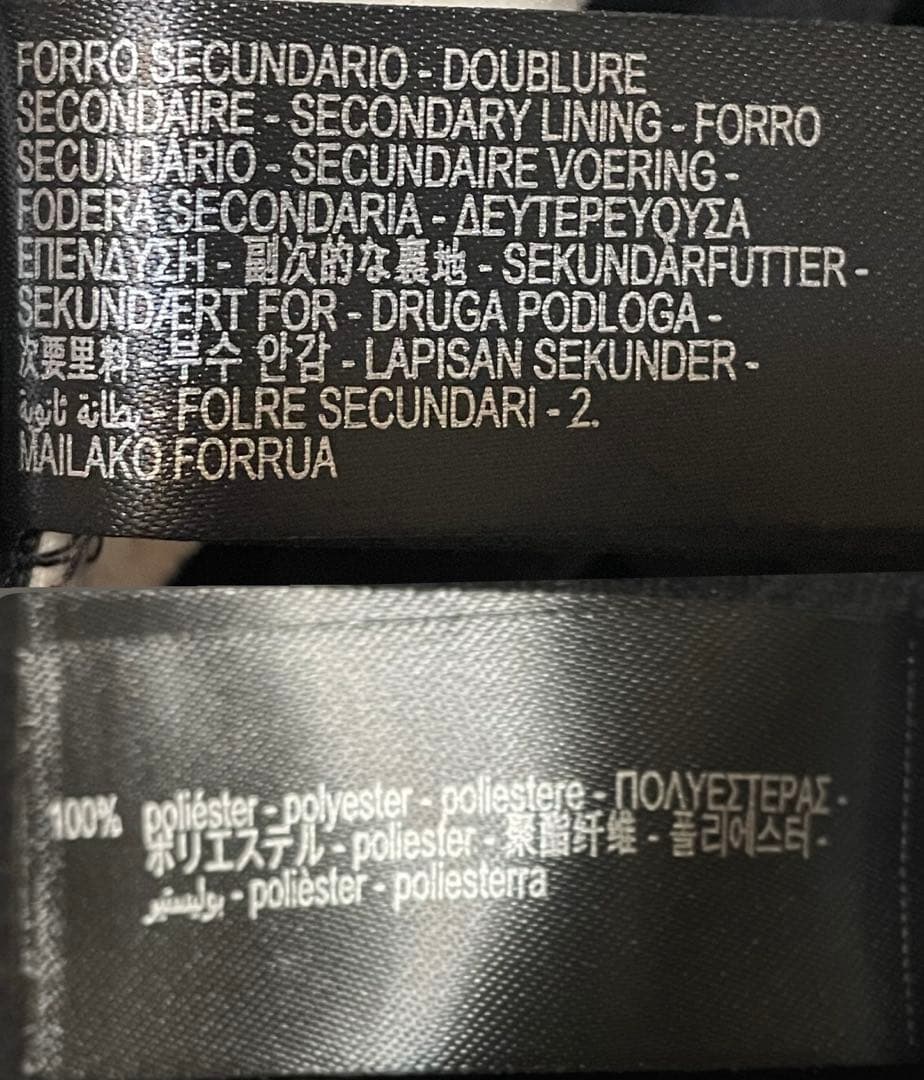 FORRO SECUNDARIO - DOUBLURE
SECONDAIRE - SECONDARY LINING - FORRO
SECUNDÁRIO - SECUNDAIRE VOERING -
FODERA SECONDARIA - ΔΕΥΤΕΡΕΥΟΥΣΑ
ΕΠΕΝΔΥΣΗ - 副次的な裏地 - SEKUNDÄRFUTTER -
SEKUNDÆRT FOR - DRUGA PODLOGA -
次要里料 - 부수 안감 - LAPISAN SEKUNDER -
بطانة ثانوية - FOLRE SECUNDARI - 2.
MAILAKO FORRUA
100% poliéster - polyester - poliestere - ΠΟΛΥΕΣΤΕΡΑΣ -
ポリエステル - poliester - 聚酯纤维 - 폴리에스터 -
بوليستير - polièster - poliesterra